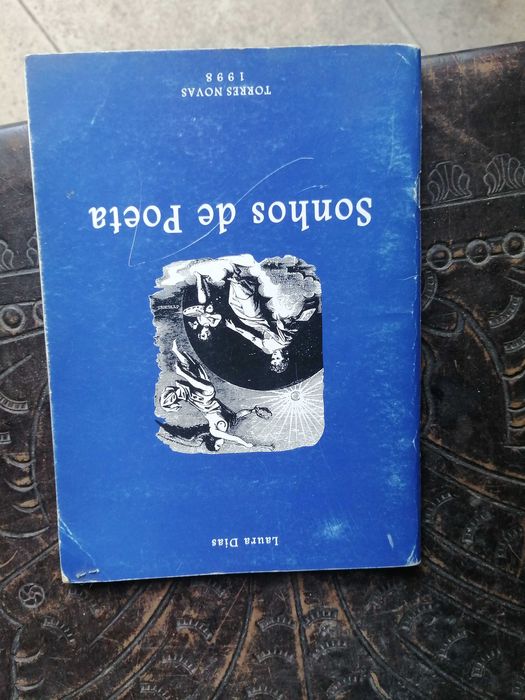 Laura Dias
Sonhos de Poeta
TORRES NOVAS
1998